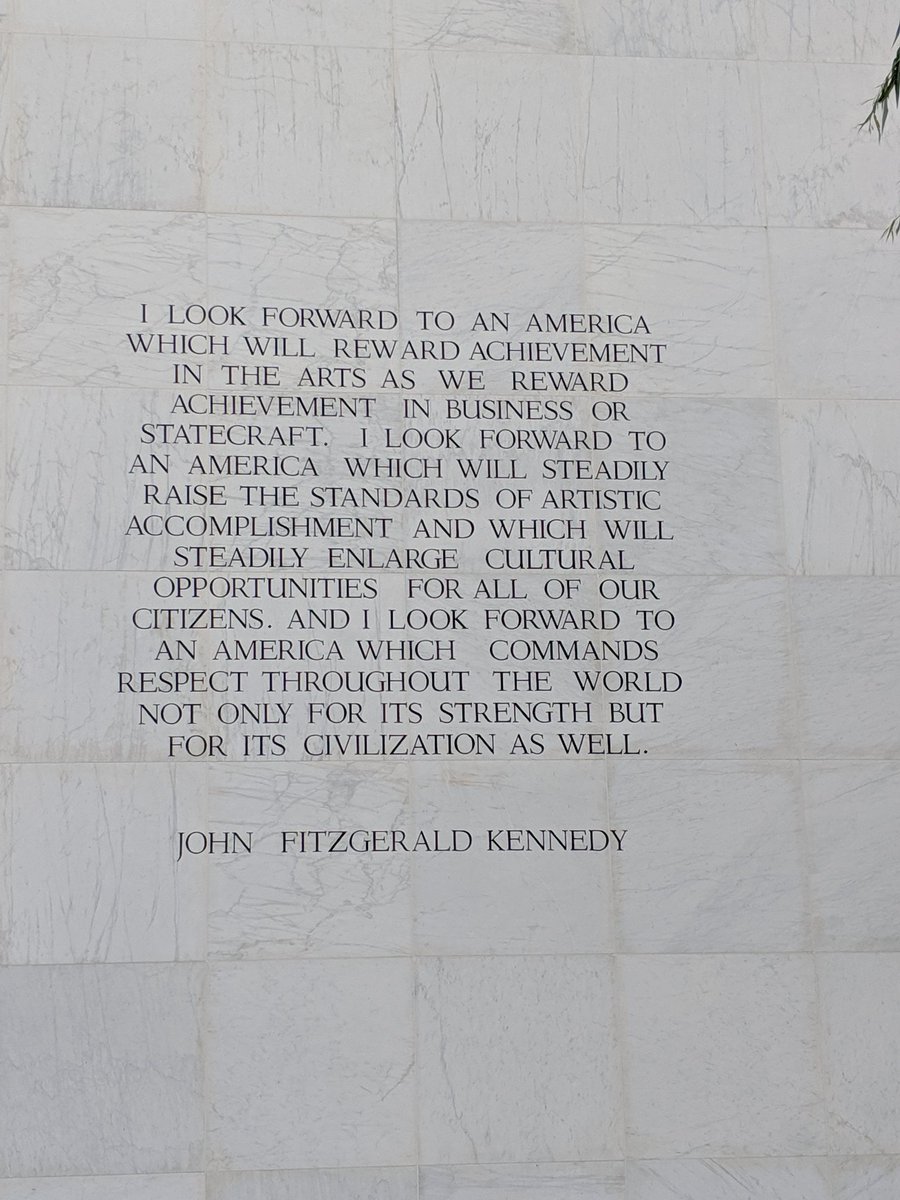 I LOOK FORWARD TO AN AMERICA
WHICH WILL REWARD ACHIEVEMENT
IN THE ARTS AS WE REWARD
ACHIEVEMENT IN BUSINESS OR
STATECRAFT. I LOOK FORWARD TO
AN AMERICA WHICH WILL STEADILY
RAISE THE STANDARDS OF ARTISTIC
ACCOMPLISHMENT AND WHICH WILL
STEADILY ENLARGE CULTURAL
OPPORTUNITIES FOR ALL OF OUR
CITIZENS. AND I LOOK FORWARD TO
AN AMERICA WHICH COMMANDS
RESPECT THROUGHOUT THE WORLD
NOT ONLY FOR ITS STRENGTH BUT
FOR ITS CIVILIZATION AS WELL.
JOHN FITZGERALD KENNEDY